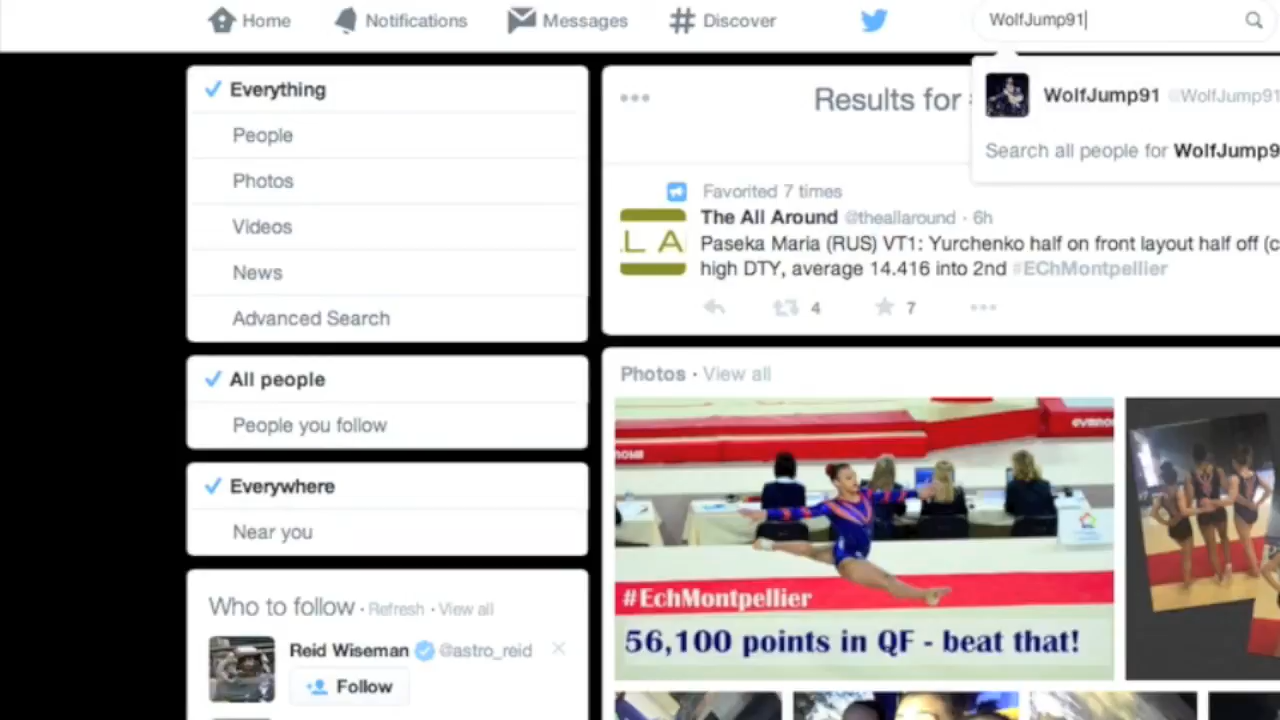 Home
Notifications
Messages
Discover
WolfJump91
Everything
People
Photos
Videos
News
Advanced Search
All people
People you follow
Everywhere
Near you
Who to follow · Refresh · View all
Reid Wiseman @astro_reid
Follow
Results for
WolfJump91 @WolfJump91
Search all people for WolfJump9
Favorited 7 times
The All Around @theallaround · 6h
L A
Paseka Maria (RUS) VT1: Yurchenko half on front layout half off (c
high DTY, average 14.416 into 2nd #EChMontpellier
4
7
Photos · View all
#EchMontpellier
56,100 points in QF - beat that!